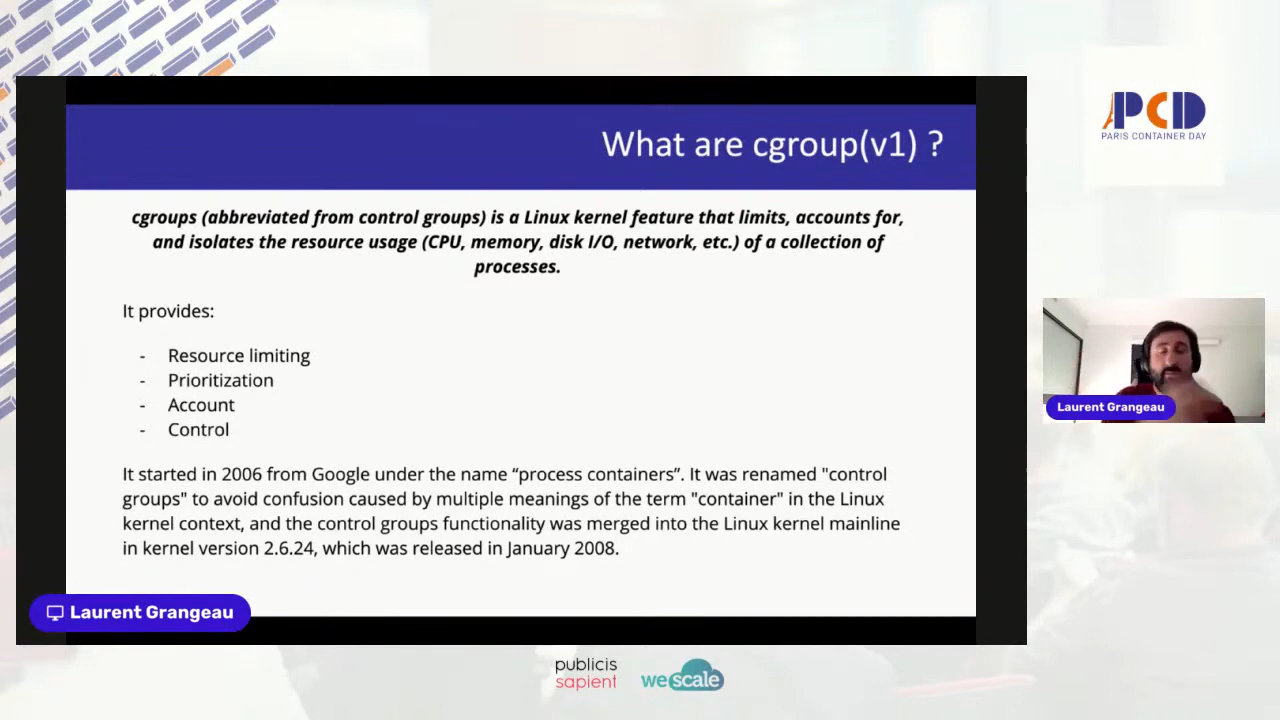 What are cgroup(v1) ?
cgroups (abbreviated from control groups) is a Linux kernel feature that limits, accounts for,
and isolates the resource usage (CPU, memory, disk I/O, network, etc.) of a collection of
processes.
It provides:
- Resource limiting
- Prioritization
- Account
- Control
It started in 2006 from Google under the name “process containers”. It was renamed "control
groups" to avoid confusion caused by multiple meanings of the term "container" in the Linux
kernel context, and the control groups functionality was merged into the Linux kernel mainline
in kernel version 2.6.24, which was released in January 2008.
Laurent Grangeau
PCD
PARIS CONTAINER DAY
Laurent Grangeau
publicis
sapient
wescale